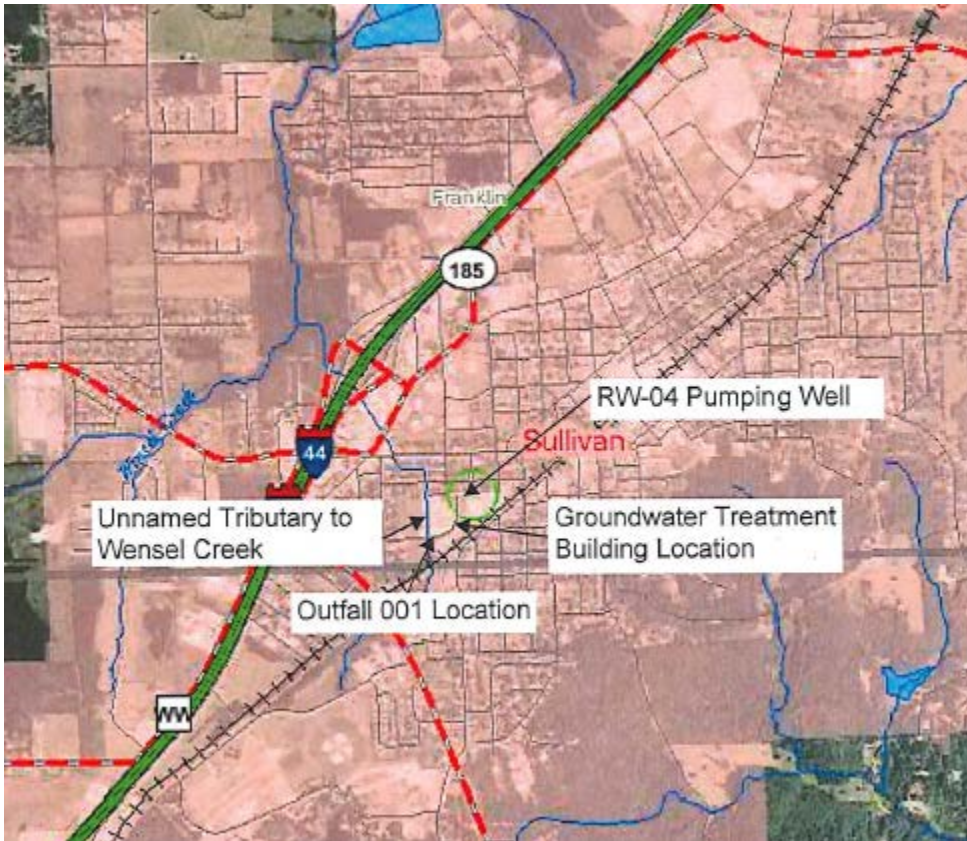 Franklin
185
RW-04 Pumping Well
Sullivan
44
Unnamed Tributary to
Wensel Creek
Groundwater Treatment
Building Location
Outfall 001 Location
WW